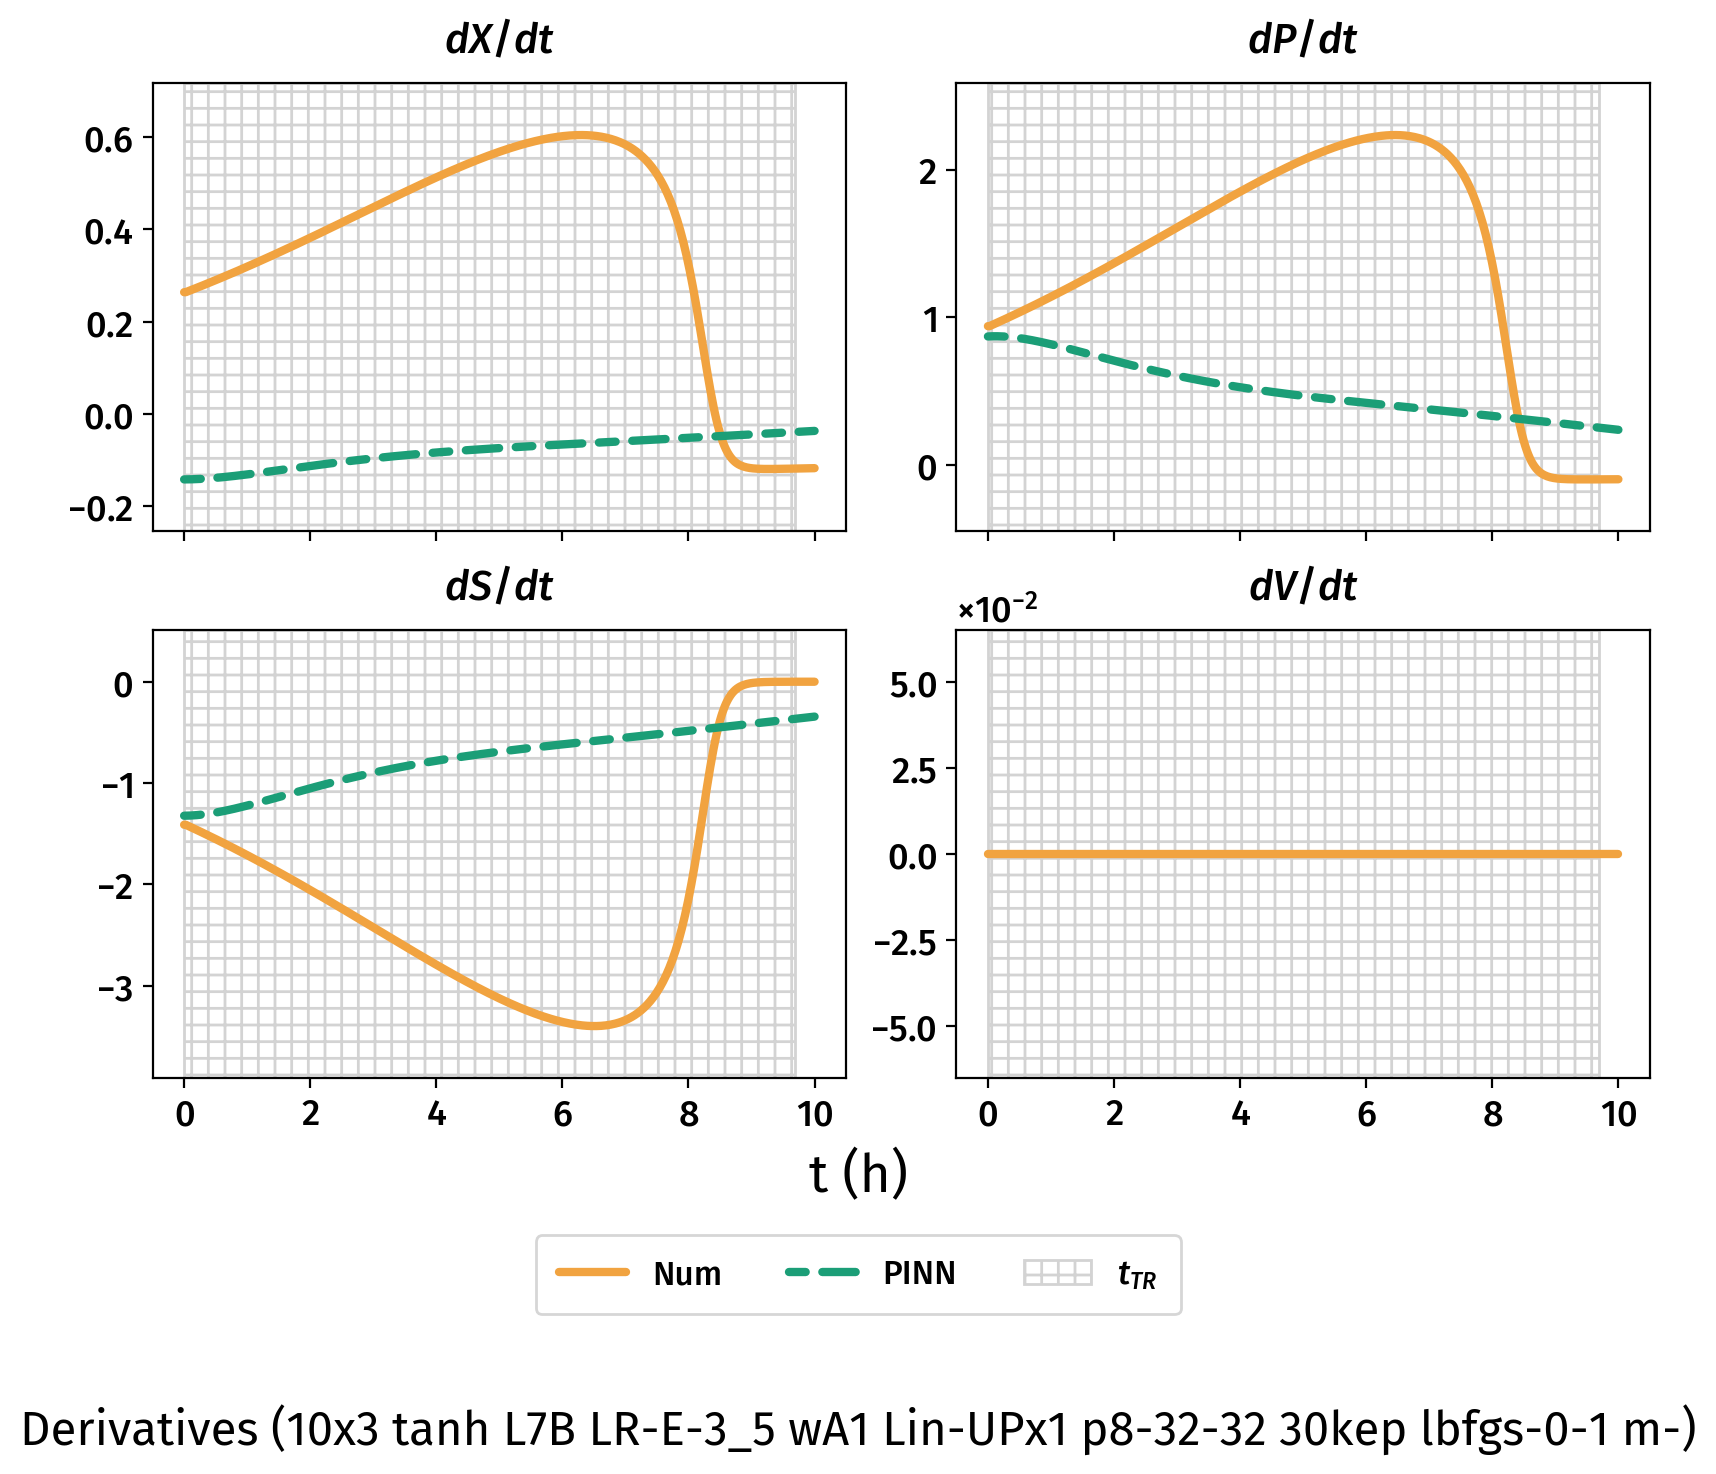 dX/dt
dP/dt
0.6
0.4
0.2
0.0
−0.2
2
1
0
dS/dt
dV/dt
×10⁻²
0
−1
−2
−3
5.0
2.5
0.0
−2.5
−5.0
0 2 4 6 8 10
0 2 4 6 8 10
t (h)
Num PINN t_TR
Derivatives (10x3 tanh L7B LR-E-3_5 wA1 Lin-UPx1 p8-32-32 30kep lbfgs-0-1 m-)